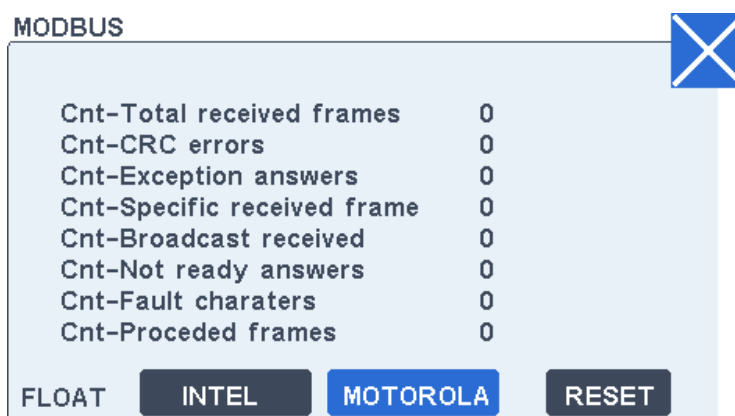 MODBUS
Cnt-Total received frames 0
Cnt-CRC errors 0
Cnt-Exception answers 0
Cnt-Specific received frame 0
Cnt-Broadcast received 0
Cnt-Not ready answers 0
Cnt-Fault charaters 0
Cnt-Proceded frames 0
FLOAT INTEL MOTOROLA RESET